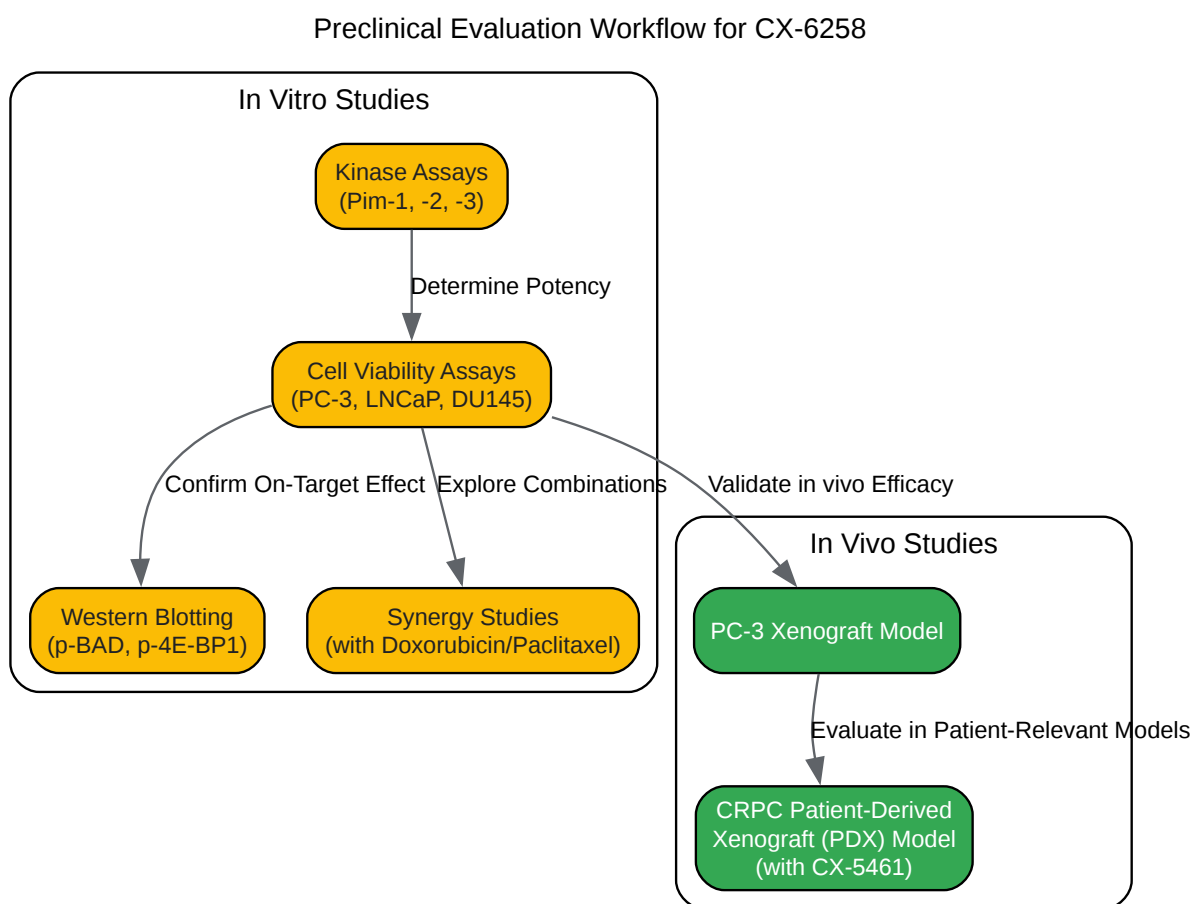 Preclinical Evaluation Workflow for CX-6258
In Vitro Studies
Kinase Assays
(Pim-1, -2, -3)
Determine Potency
Cell Viability Assays
(PC-3, LNCaP, DU145)
Confirm On-Target Effect
Explore Combinations
Validate in vivo Efficacy
Western Blotting
(p-BAD, p-4E-BP1)
Synergy Studies
(with Doxorubicin/Paclitaxel)
In Vivo Studies
PC-3 Xenograft Model
Evaluate in Patient-Relevant Models
CRPC Patient-Derived
Xenograft (PDX) Model
(with CX-5461)